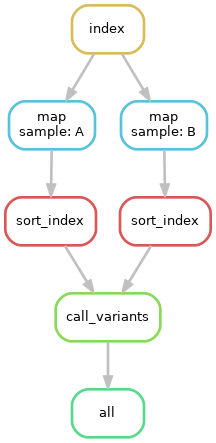 index
map
sample: A
map
sample: B
sort_index
sort_index
call_variants
all